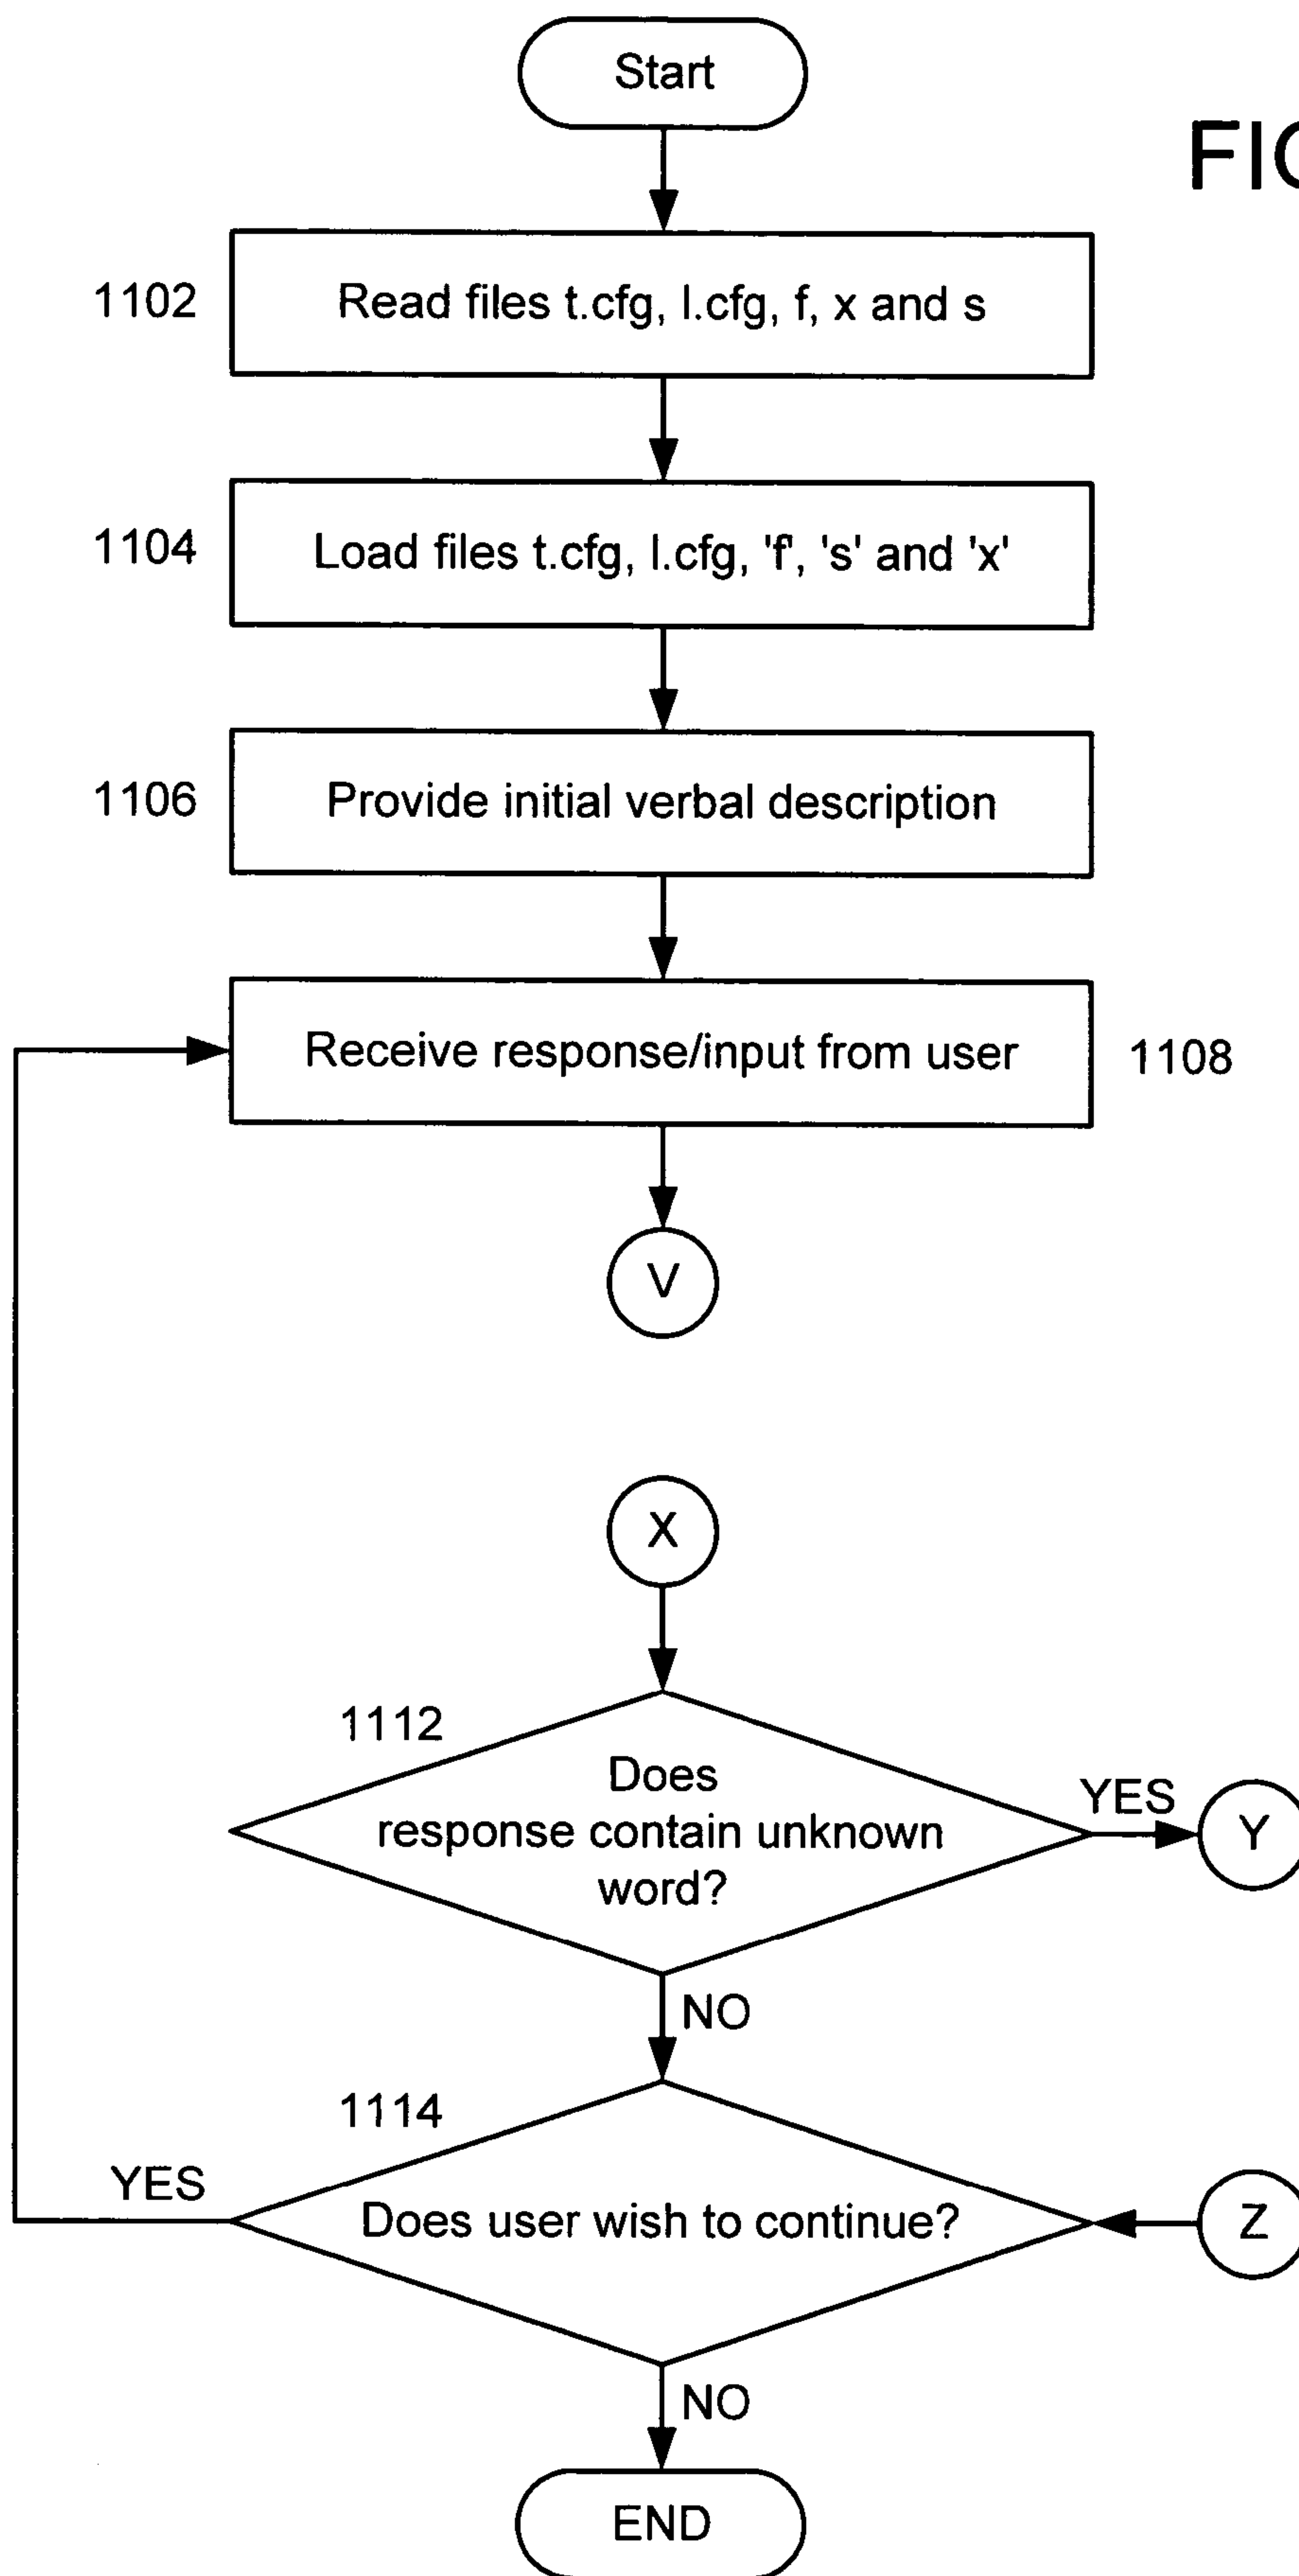 Start
1102
Read files t.cfg, l.cfg, f, x and s
1104
Load files t.cfg, l.cfg, 'f', 's' and 'x'
1106
Provide initial verbal description
Receive response/input from user
1108
V
X
1112
Does
response contain unknown
word?
YES
Y
NO
1114
YES
Does user wish to continue?
Z
NO
END